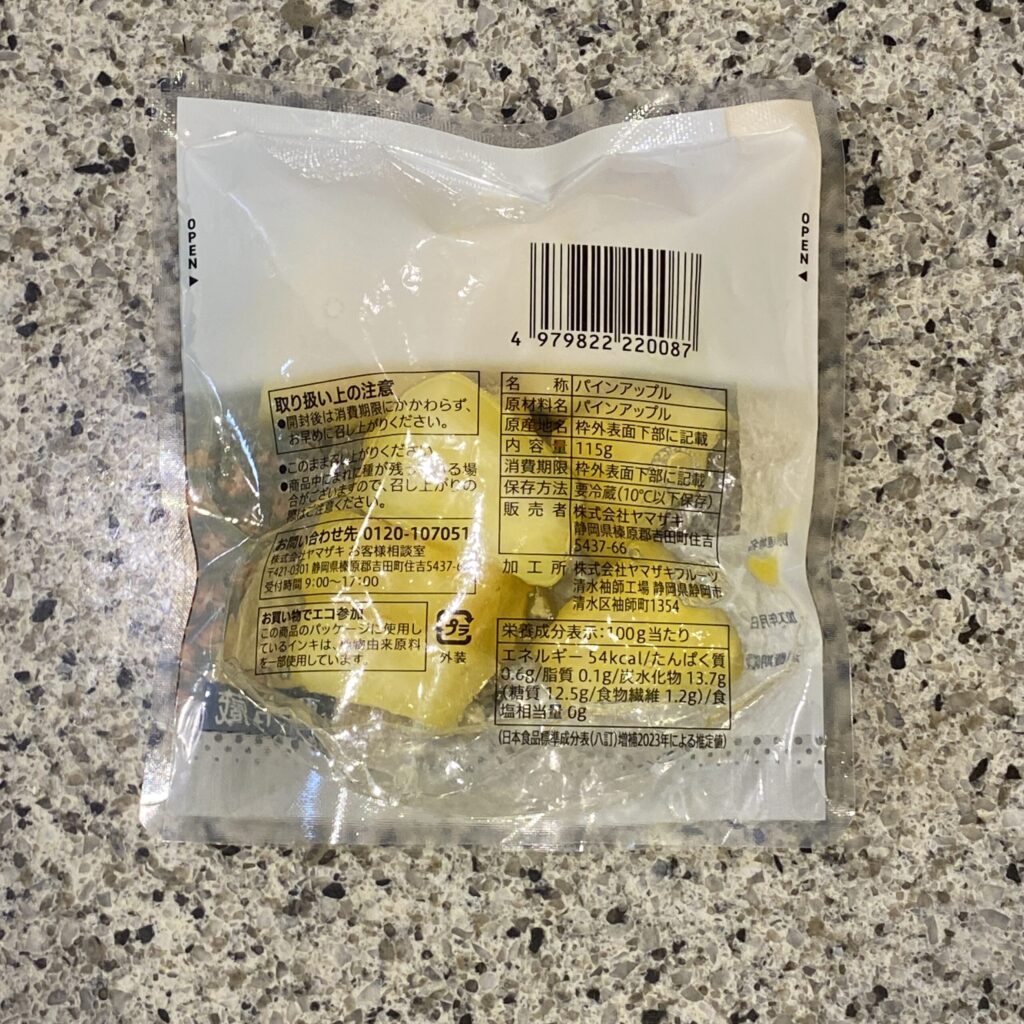 OPEN
OPEN
4 979822 220087
取り扱い上の注意
●開封後は消費期限にかかわらず、
お早めに召し上がりください。
●このままお召し上がりください
●商品中にまれに種が残っている場
合がございますので、召し上がりの
際はご注意ください。
お問い合わせ先 0120-107051
株式会社ヤマザキ お客様相談室
〒421-0301 静岡県榛原郡吉田町住吉5437-6
受付時間 9:00〜17:00
お買い物でエコ参加
この商品のパッケージに使用し
ているインキは、植物由来原料
を一部使用しています。
プラ
外装
名称 パインアップル
原材料名 パインアップル
原産地名 枠外表面下部に記載
内容量 115g
消費期限 枠外表面下部に記載
保存方法 要冷蔵(10℃以下保存)
販売者 株式会社ヤマザキ
静岡県榛原郡吉田町住吉
5437-66
加工所 株式会社ヤマザキフルーツ
清水袖師工場 静岡県静岡市
清水区袖師町1354
栄養成分表示:100g当たり
エネルギー 54kcal/たんぱく質
0.6g/脂質 0.1g/炭水化物 13.7g
(糖質 12.5g/食物繊維 1.2g)/食
塩相当量 0g
(日本食品標準成分表(八訂)増補2023年による推定値)